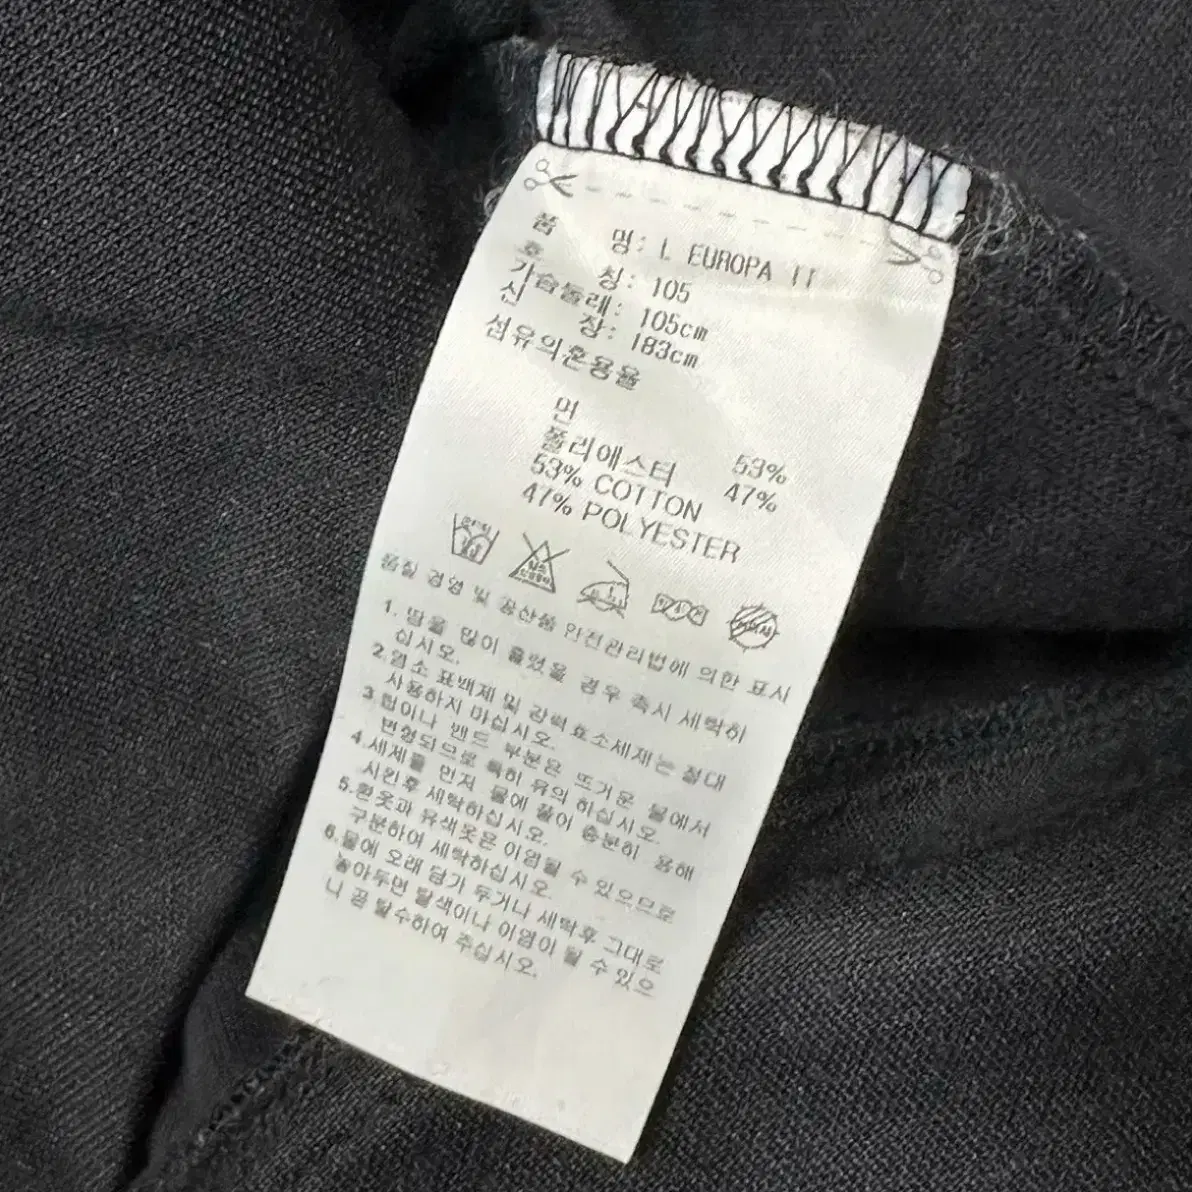 품 명: L EUROPA TT
호 칭: 105
가슴둘레: 105cm
신 장: 183cm
섬유의혼용율
면 53%
폴리에스터 47%
53% COTTON
47% POLYESTER
품질 경영 및 공산품 안전관리법에 의한 표시
1. 땀을 많이 흘렸을 경우 즉시 세탁하
십시오.
2.염소 표백제 및 강력효소세제는 절대
사용하지 마십시오.
3.립이나 밴드 부분은 뜨거운 물에서
변형되므로 특히 유의 하십시오.
4.세제를 먼저 물에 풀어 충분히 용해
시킨후 세탁하십시오.
5.흰옷과 유색옷은 이염될 수 있으므로
구분하여 세탁하십시오.
6.물에 오래 담가 두거나 세탁후 그대로
놓아두면 탈색이나 이염이 될 수 있으
니 곧 탈수하여 주십시오.